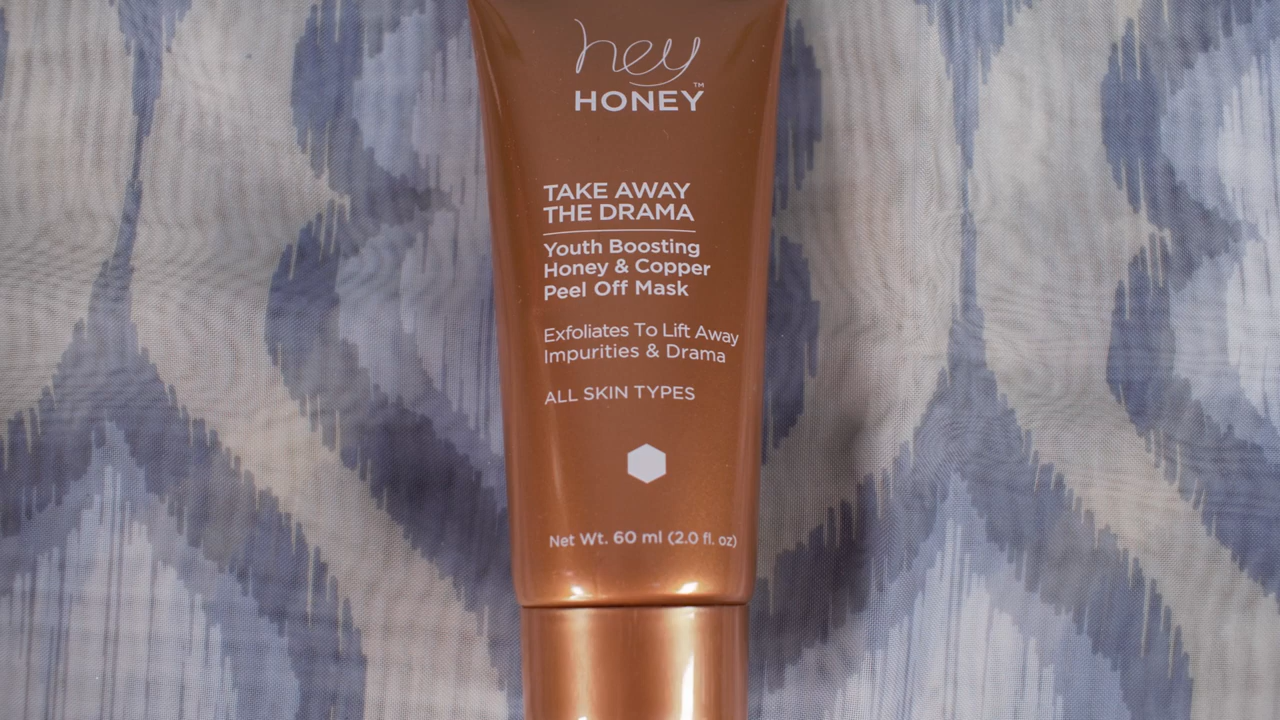 hey
HONEY™
TAKE AWAY
THE DRAMA
Youth Boosting
Honey & Copper
Peel Off Mask
Exfoliates To Lift Away
Impurities & Drama
ALL SKIN TYPES
Net Wt. 60 ml (2.0 fl. oz)